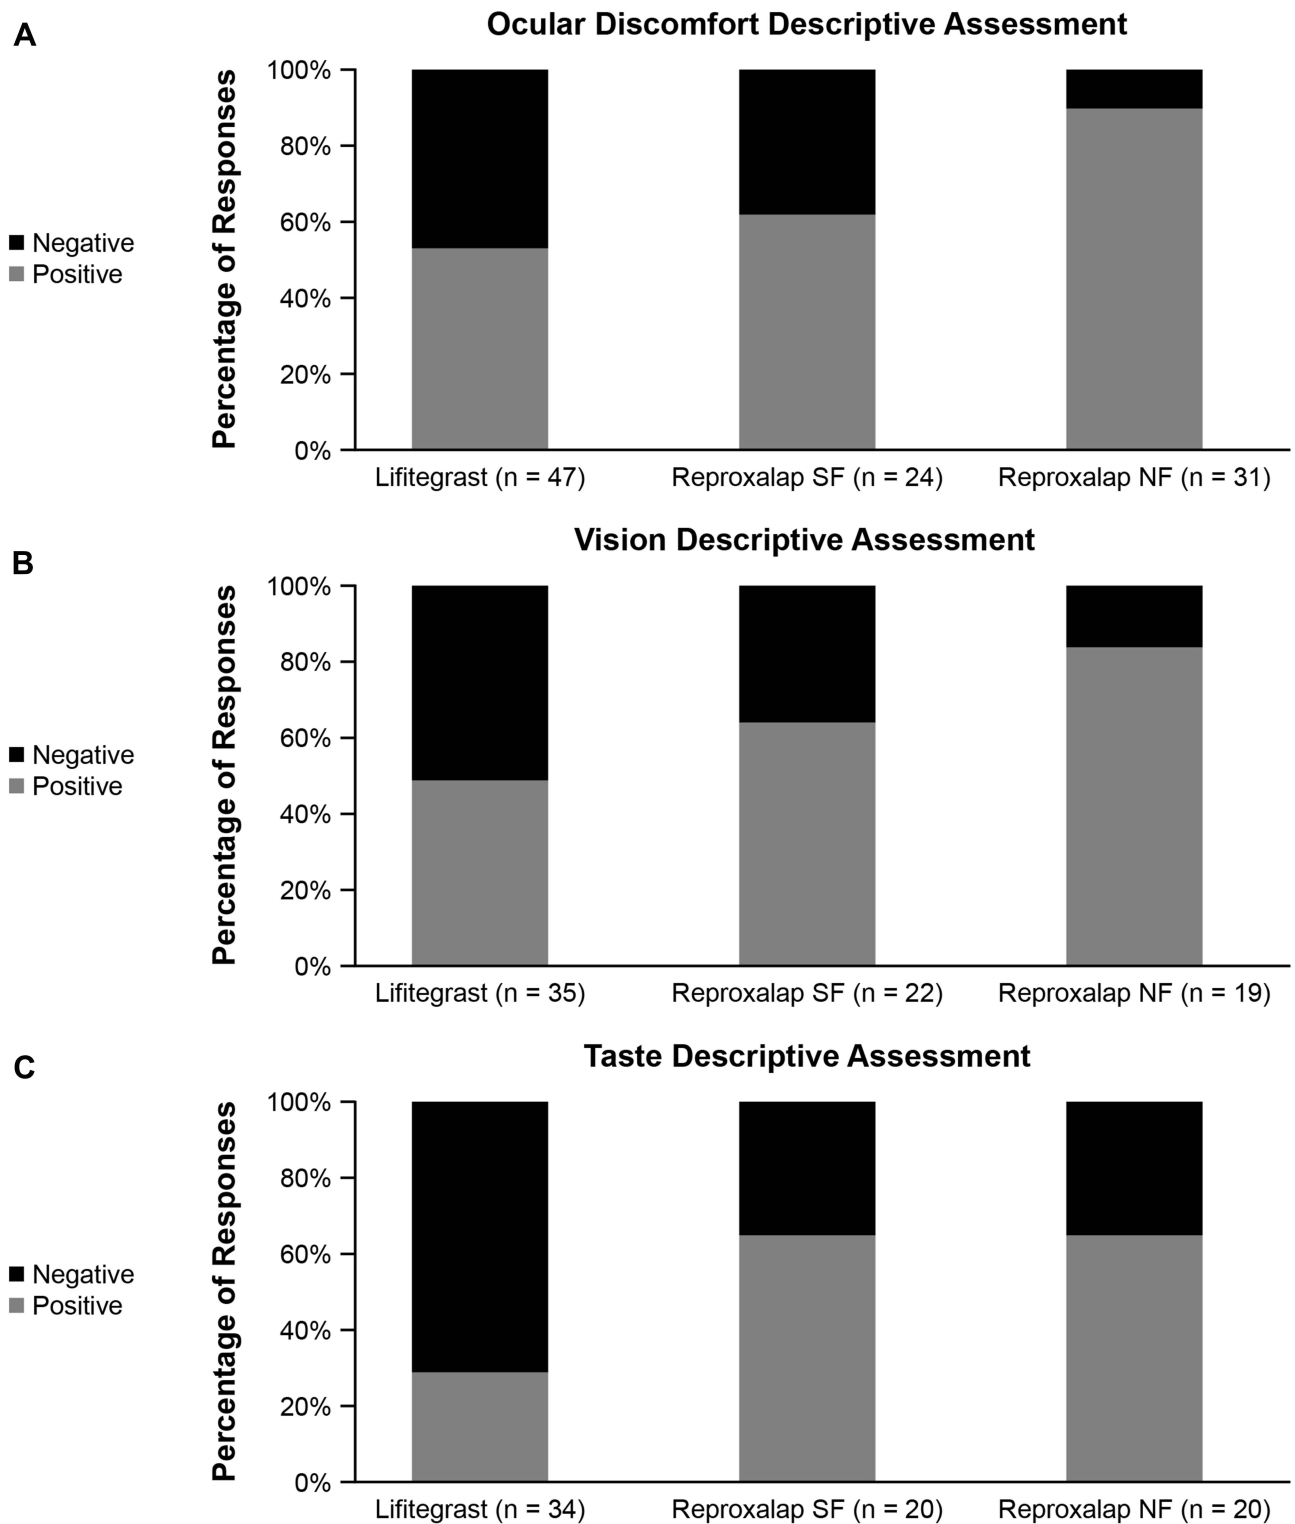 A
Ocular Discomfort Descriptive Assessment
Percentage of Responses
100%
80%
60%
40%
20%
0%
Negative
Positive
Lifitegrast (n = 47)
Reproxalap SF (n = 24)
Reproxalap NF (n = 31)
B
Vision Descriptive Assessment
Percentage of Responses
100%
80%
60%
40%
20%
0%
Negative
Positive
Lifitegrast (n = 35)
Reproxalap SF (n = 22)
Reproxalap NF (n = 19)
C
Taste Descriptive Assessment
Percentage of Responses
100%
80%
60%
40%
20%
0%
Negative
Positive
Lifitegrast (n = 34)
Reproxalap SF (n = 20)
Reproxalap NF (n = 20)